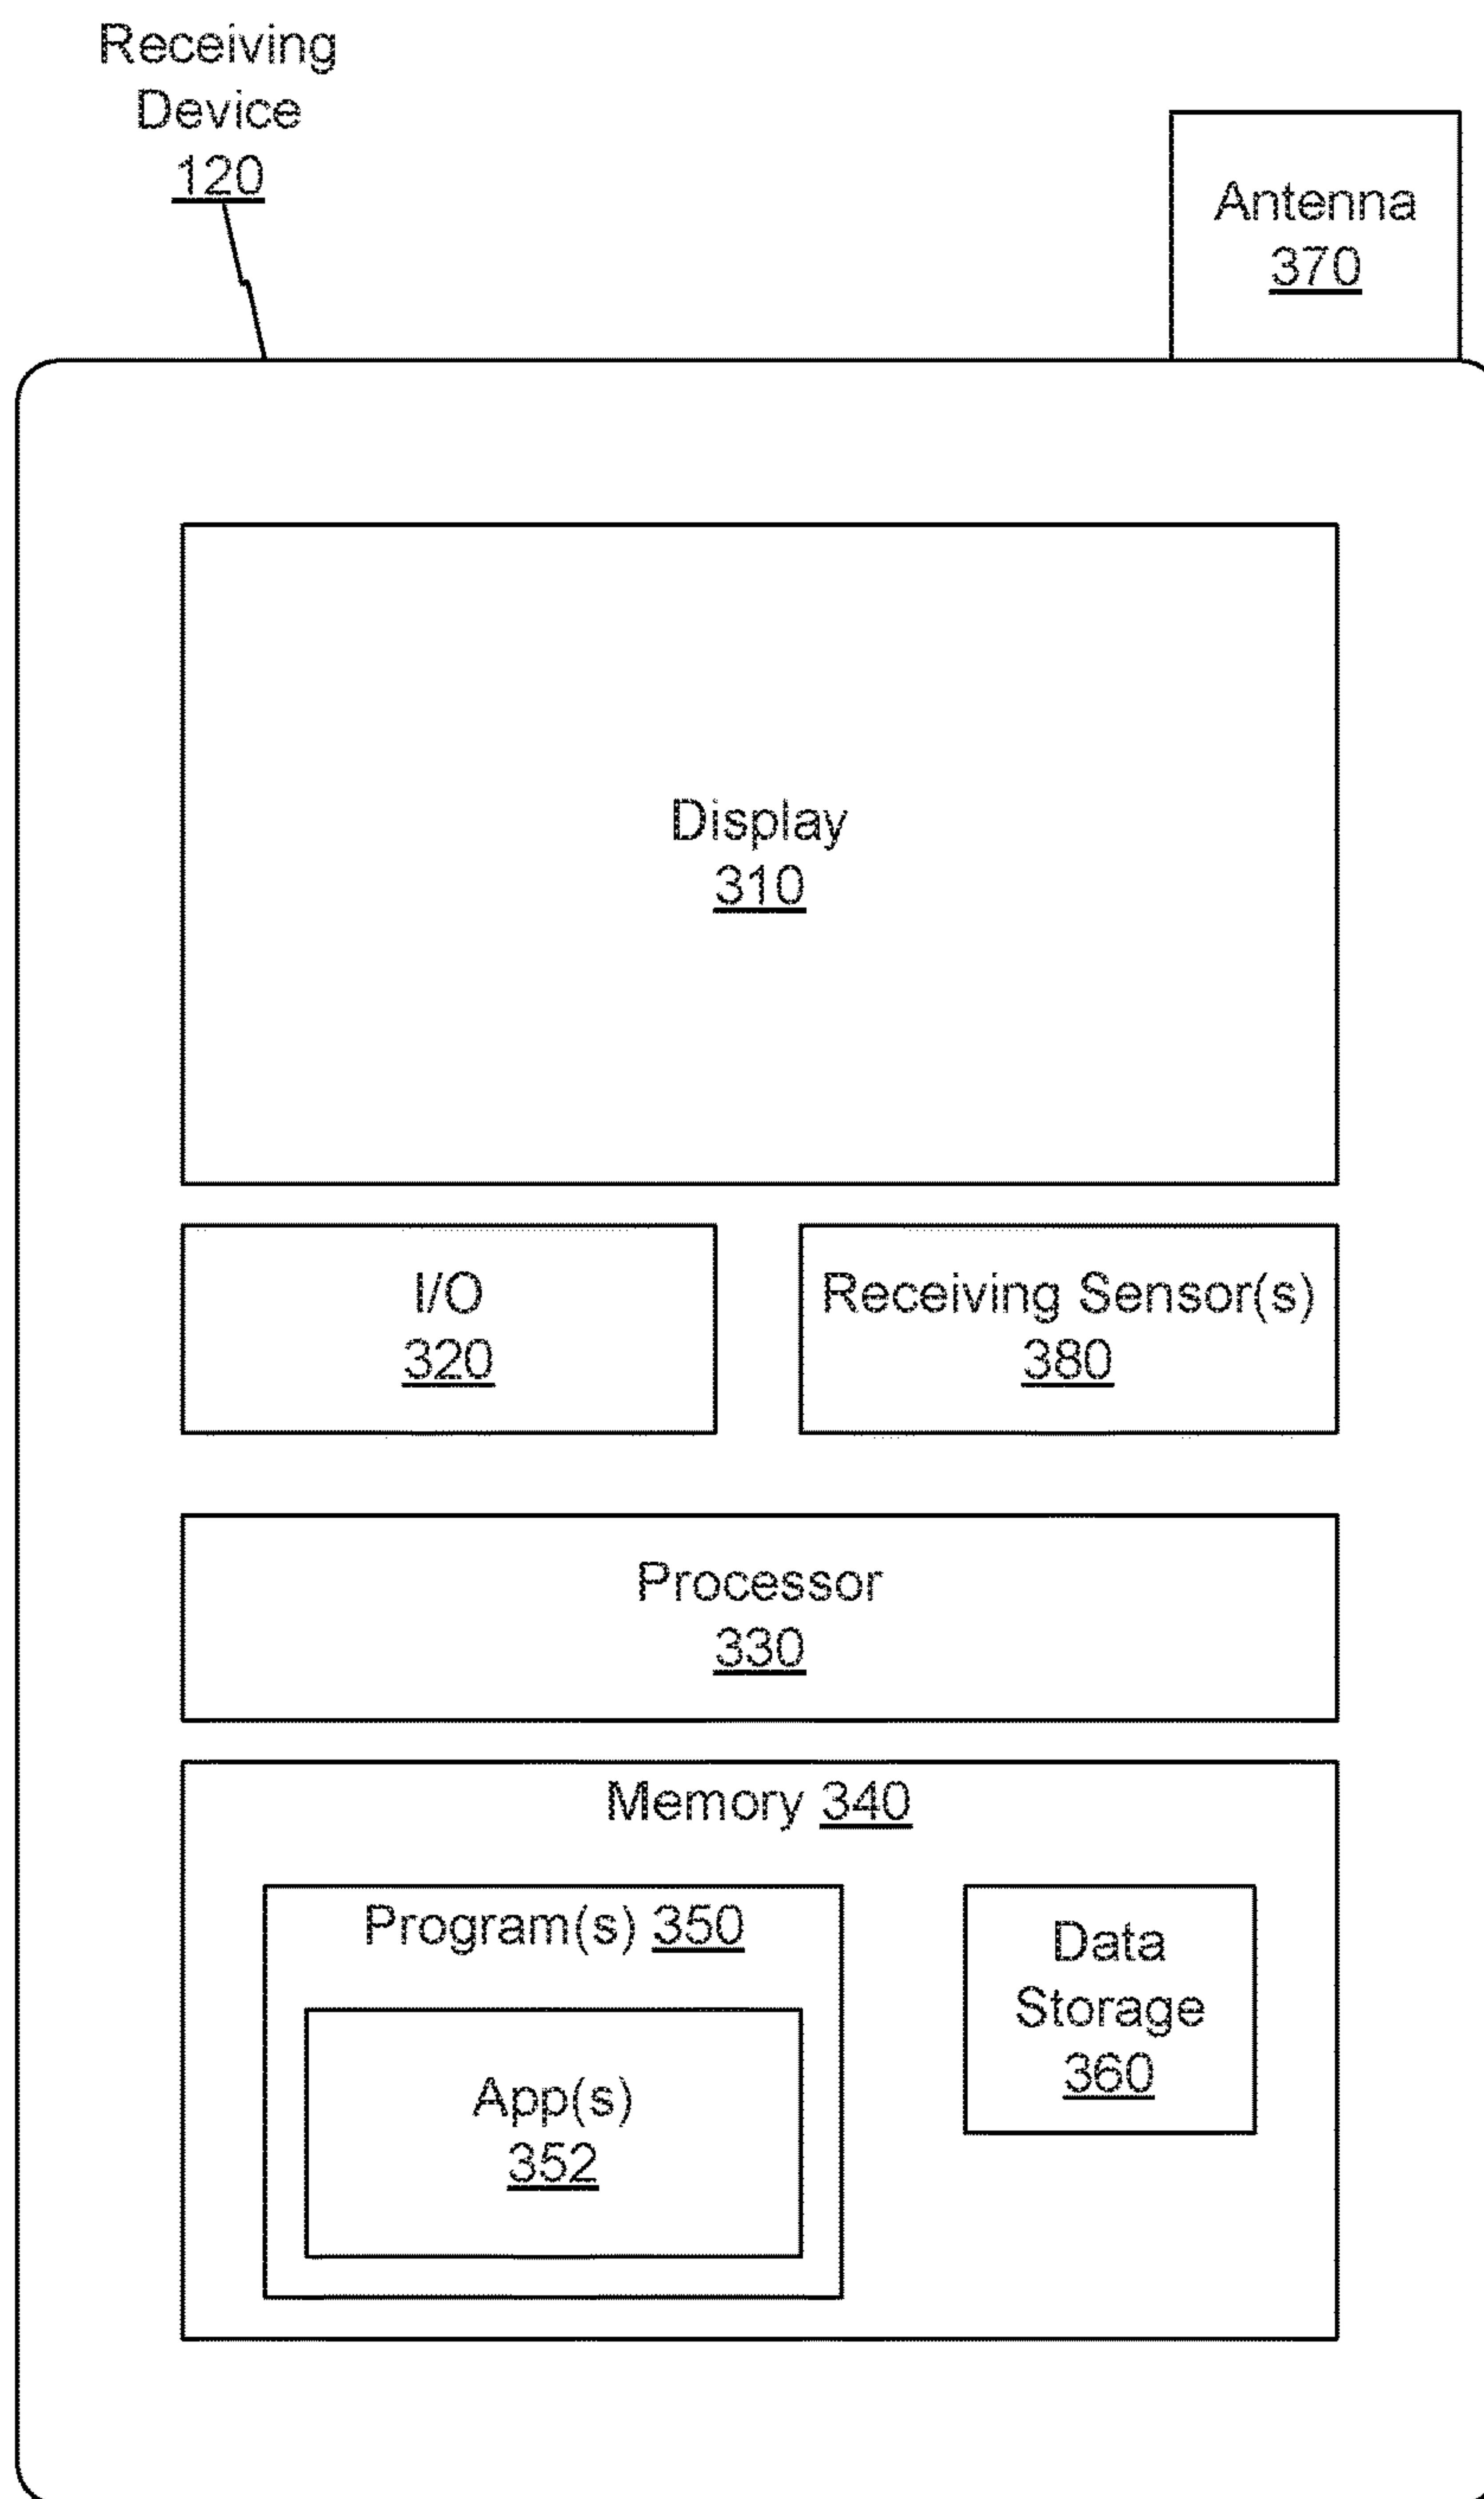 Receiving
Device
120
Antenna
370
Display
310
I/O
320
Receiving Sensor(s)
380
Processor
330
Memory 340
Program(s) 350
App(s)
352
Data
Storage
360